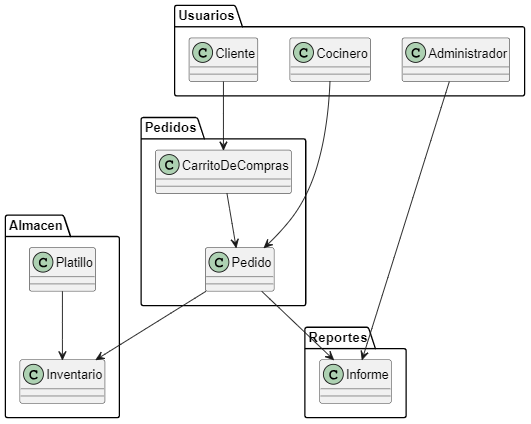 Usuarios
C Cliente
C Cocinero
C Administrador
Pedidos
C CarritoDeCompras
Almacen
C Platillo
C Pedido
Reportes
C Inventario
C Informe